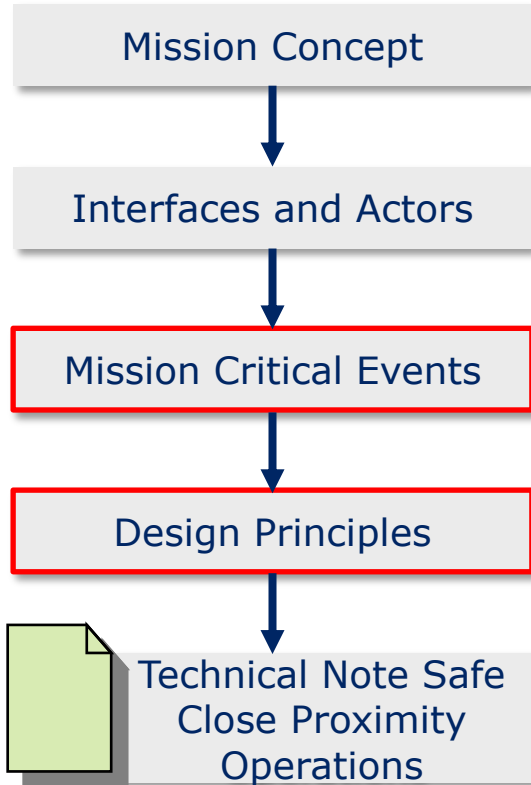 Mission Concept
Interfaces and Actors
Mission Critical Events
Design Principles
Technical Note Safe
Close Proximity
Operations